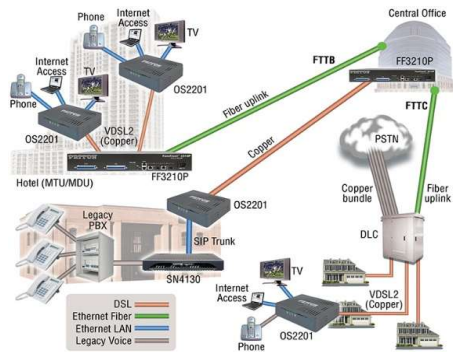 Phone
Internet
Access
TV
Internet
Access
TV
Phone
OS2201
OS2201
VDSL2
(Copper)
Hotel (MTU/MDU)
FF3210P
Fiber uplink
FTTB
Copper
Central Office
FF3210P
FTTC
PSTN
Copper
bundle
Fiber
uplink
DLC
OS2201
Legacy
PBX
SIP Trunk
SN4130
Internet
Access
TV
VDSL2
(Copper)
OS2201
Phone
DSL
Ethernet Fiber
Ethernet LAN
Legacy Voice